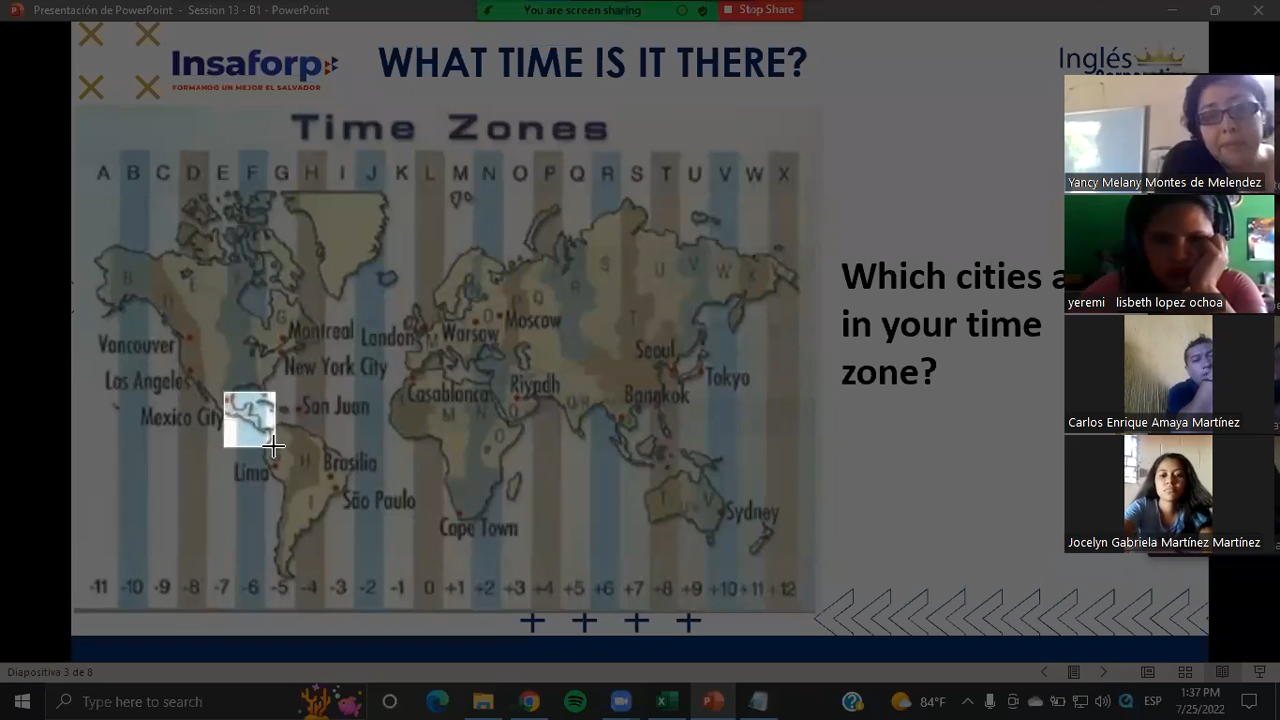 Presentación de PowerPoint - Session 13 - B1 - PowerPoint
You are screen sharing
Stop Share
Insaforp
FORMANDO UN MEJOR EL SALVADOR
WHAT TIME IS IT THERE?
Inglés
Time Zones
A B C D E F G H I J K L M N O P Q R S T U V W X
Montreal
London
Warsaw
Moscow
Vancouver
New York City
Seoul
Los Angeles
Casablanca
Riyadh
Bangkok
Tokyo
Mexico City
San Juan
Lima
Brasilia
São Paulo
Cape Town
Sydney
-11 -10 -9 -8 -7 -6 -5 -4 -3 -2 -1 0 +1 +2 +3 +4 +5 +6 +7 +8 +9 +10 +11 +12
Which cities a
in your time
zone?
Yancy Melany Montes de Melendez
yeremi lisbeth lopez ochoa
Carlos Enrique Amaya Martínez
Jocelyn Gabriela Martínez Martínez
Diapositiva 3 de 8
Type here to search
84°F
ESP
1:37 PM
7/25/2022